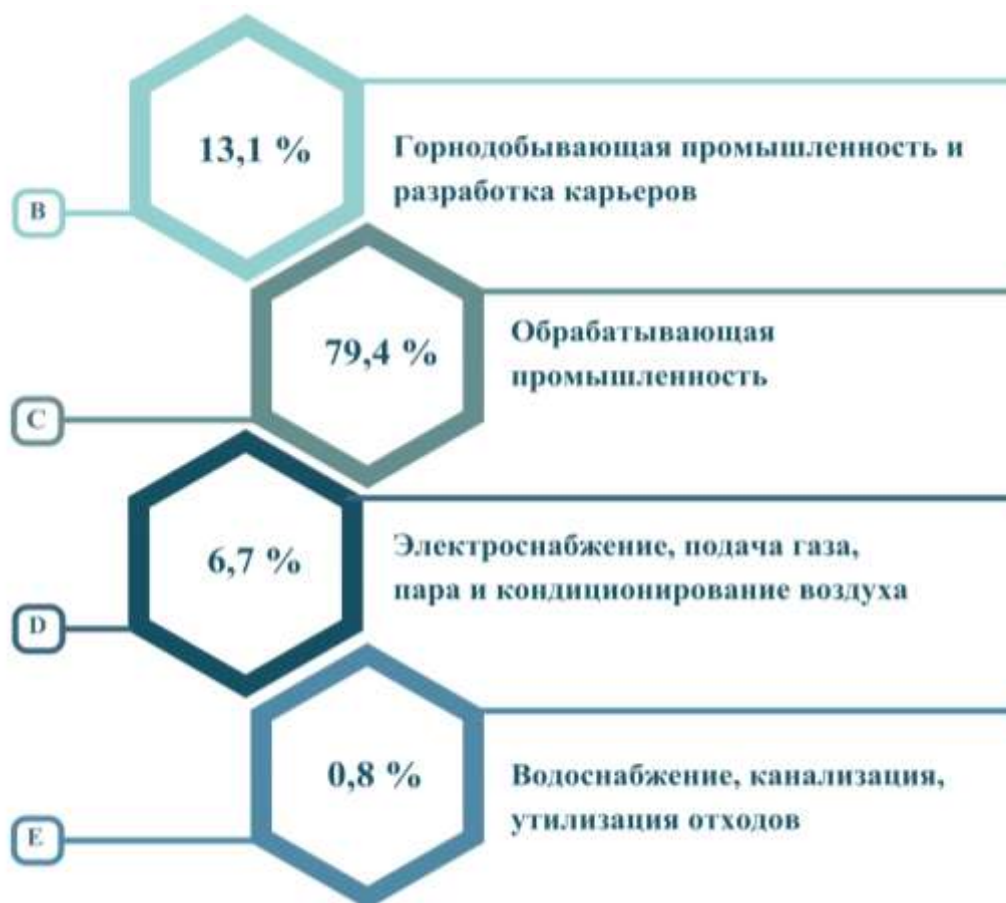 13,1 %
Горнодобывающая промышленность и
разработка карьеров
B
79,4 %
Обрабатывающая
промышленность
C
6,7 %
Электроснабжение, подача газа,
пара и кондиционирование воздуха
D
0,8 %
Водоснабжение, канализация,
утилизация отходов
E